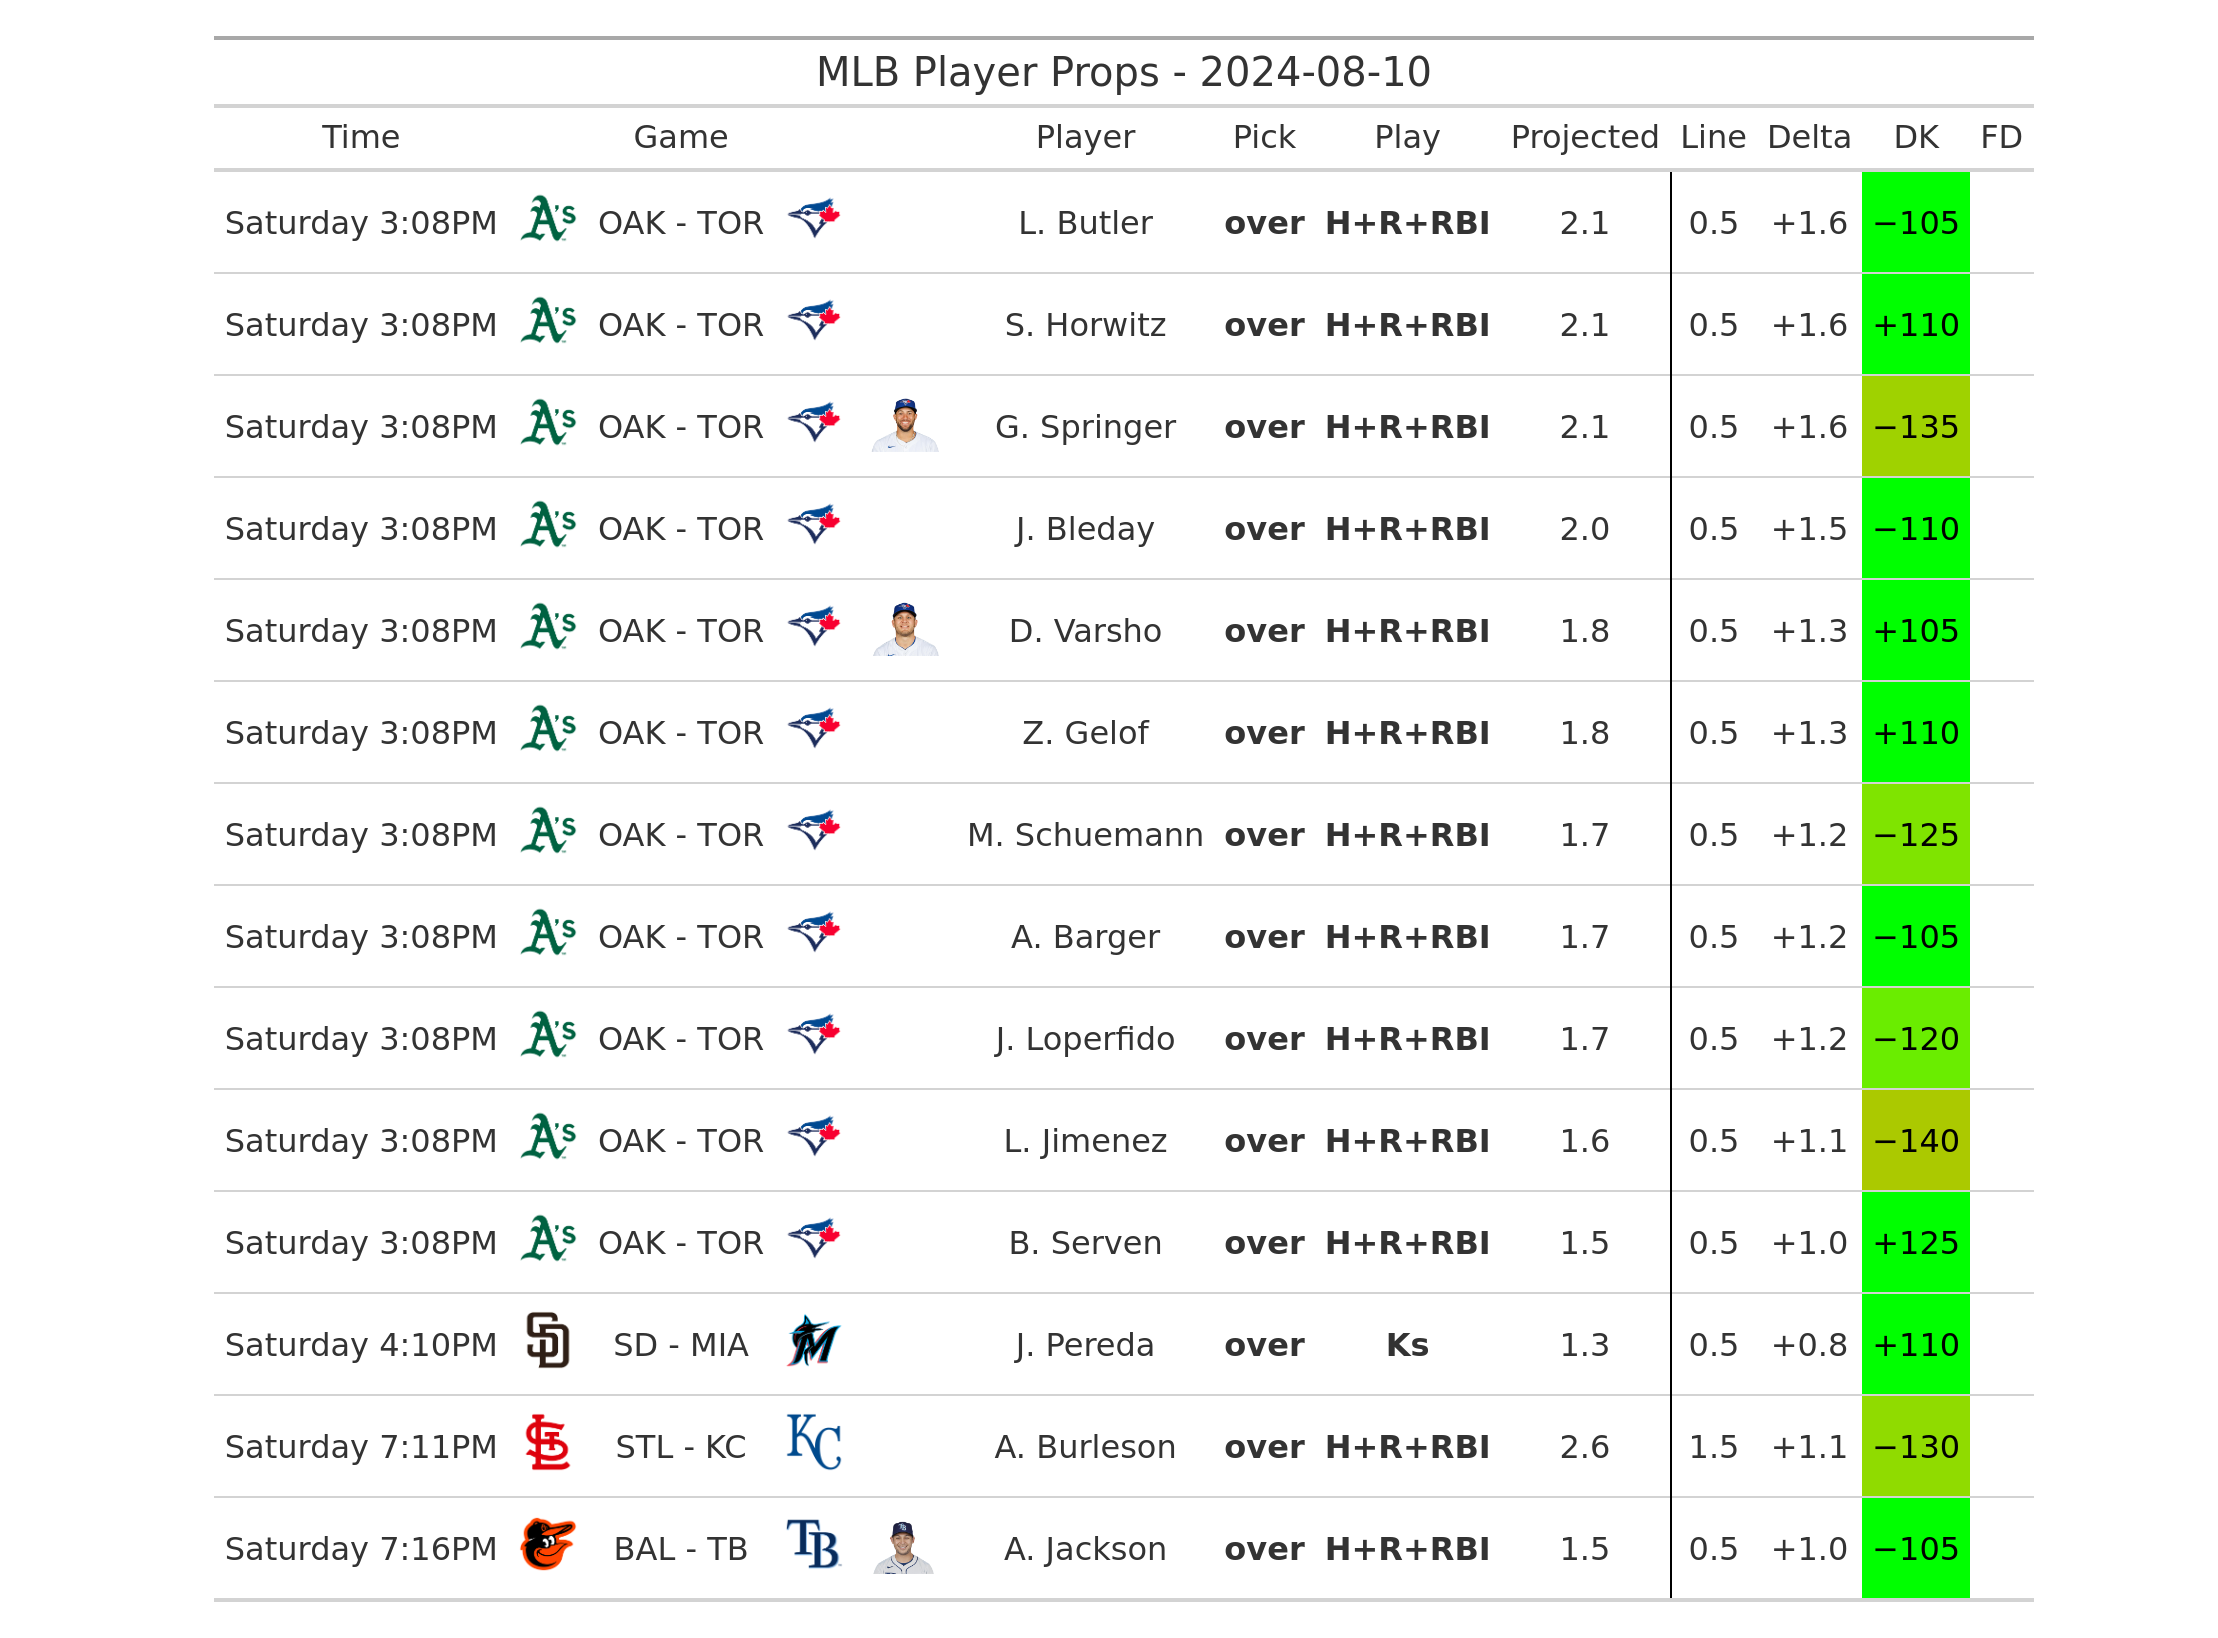 MLB Player Props - 2024-08-10
Time Game Player Pick Play Projected Line Delta DK FD
Saturday 3:08PM A's OAK - TOR L. Butler over H+R+RBI 2.1 0.5 +1.6 −105
Saturday 3:08PM A's OAK - TOR S. Horwitz over H+R+RBI 2.1 0.5 +1.6 +110
Saturday 3:08PM A's OAK - TOR G. Springer over H+R+RBI 2.1 0.5 +1.6 −135
Saturday 3:08PM A's OAK - TOR J. Bleday over H+R+RBI 2.0 0.5 +1.5 −110
Saturday 3:08PM A's OAK - TOR D. Varsho over H+R+RBI 1.8 0.5 +1.3 +105
Saturday 3:08PM A's OAK - TOR Z. Gelof over H+R+RBI 1.8 0.5 +1.3 +110
Saturday 3:08PM A's OAK - TOR M. Schuemann over H+R+RBI 1.7 0.5 +1.2 −125
Saturday 3:08PM A's OAK - TOR A. Barger over H+R+RBI 1.7 0.5 +1.2 −105
Saturday 3:08PM A's OAK - TOR J. Loperfido over H+R+RBI 1.7 0.5 +1.2 −120
Saturday 3:08PM A's OAK - TOR L. Jimenez over H+R+RBI 1.6 0.5 +1.1 −140
Saturday 3:08PM A's OAK - TOR B. Serven over H+R+RBI 1.5 0.5 +1.0 +125
Saturday 4:10PM SD SD - MIA M J. Pereda over Ks 1.3 0.5 +0.8 +110
Saturday 7:11PM STL STL - KC KC A. Burleson over H+R+RBI 2.6 1.5 +1.1 −130
Saturday 7:16PM BAL - TB TB A. Jackson over H+R+RBI 1.5 0.5 +1.0 −105